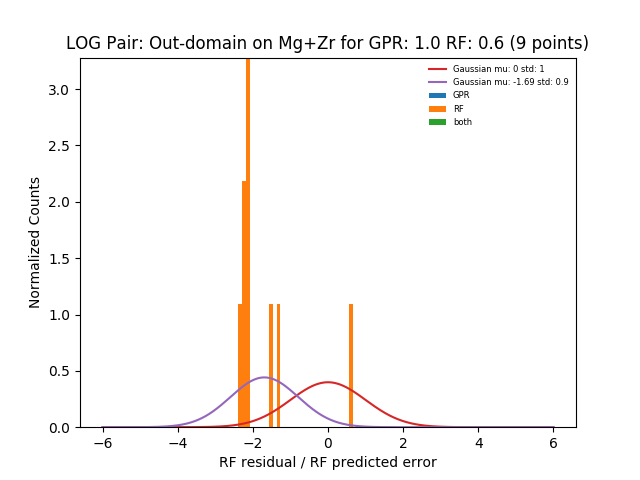 LOG Pair: Out-domain on Mg+Zr for GPR: 1.0 RF: 0.6 (9 points)
Gaussian mu: 0 std: 1
Gaussian mu: -1.69 std: 0.9
GPR
RF
both
Normalized Counts
3.0
2.5
2.0
1.5
1.0
0.5
0.0
−6 −4 −2 0 2 4 6
RF residual / RF predicted error